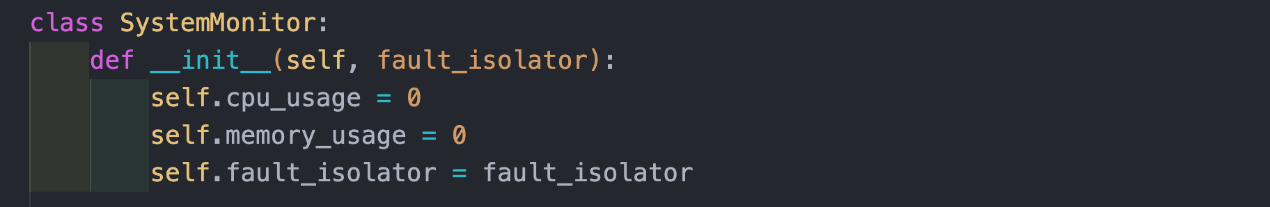 class SystemMonitor:
    def __init__(self, fault_isolator):
        self.cpu_usage = 0
        self.memory_usage = 0
        self.fault_isolator = fault_isolator